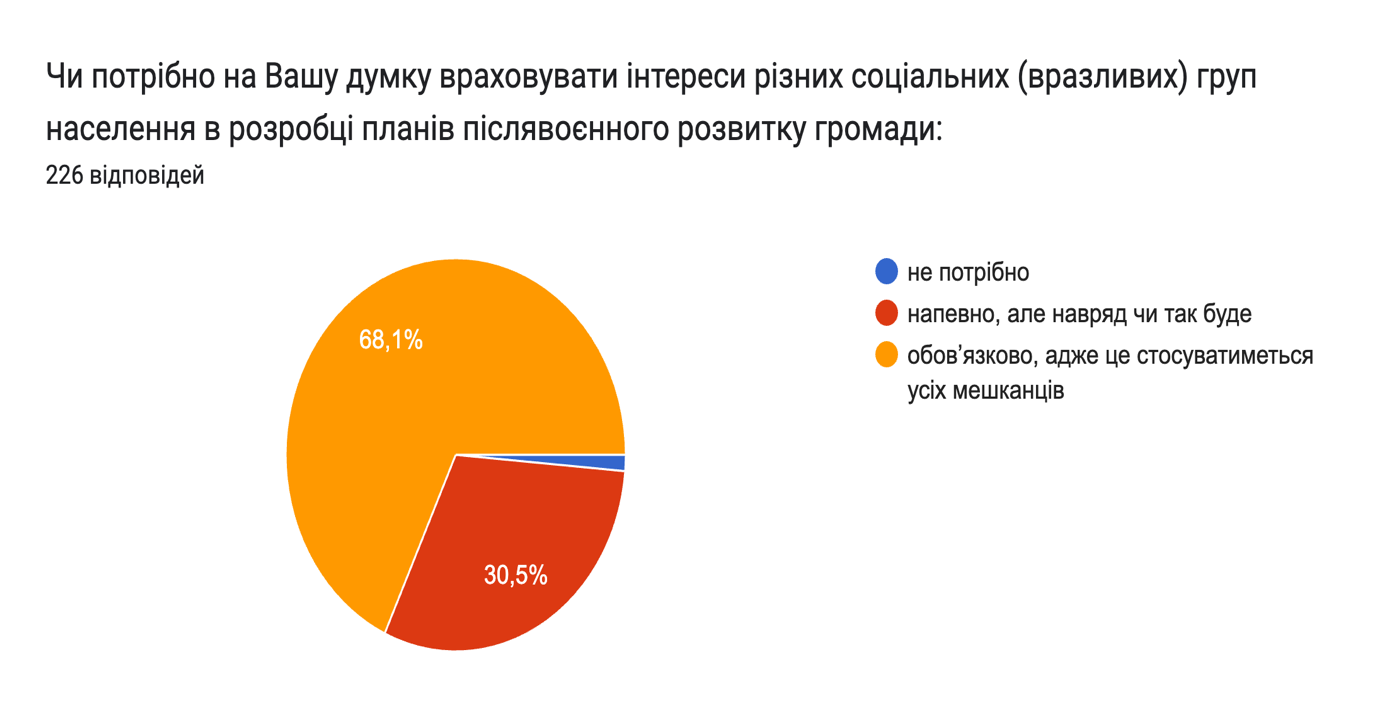 Чи потрібно на Вашу думку враховувати інтереси різних соціальних (вразливих) груп
населення в розробці планів післявоєнного розвитку громади:
226 відповідей
не потрібно
напевно, але навряд чи так буде
обов’язково, адже це стосуватиметься
усіх мешканців
68,1%
30,5%